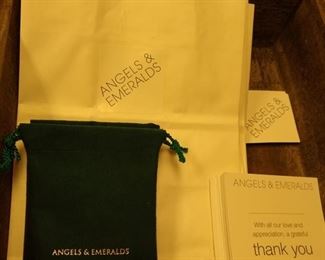 ANGELS &
EMERALDS
ANGELS &
EMERALDS
ANGELS & EMERALDS
ANGELS & EMERALDS
With all our love and
appreciation, a grateful
thank you